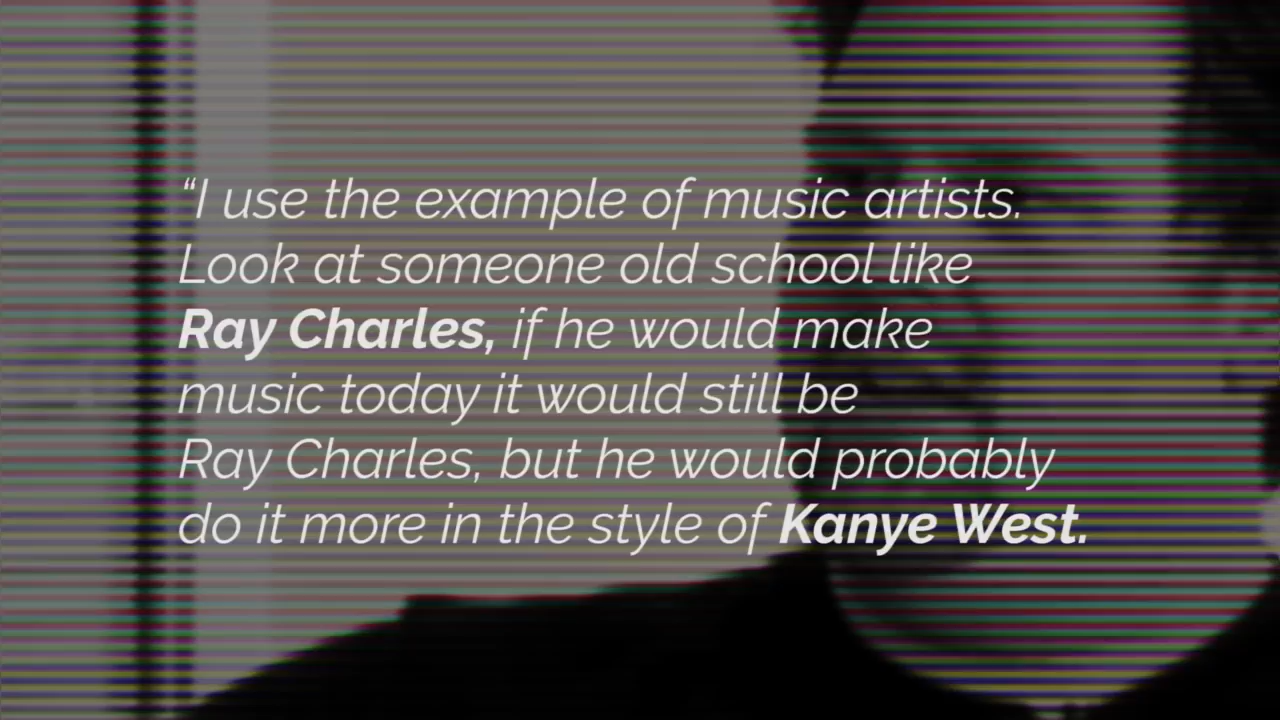 “I use the example of music artists.
Look at someone old school like
Ray Charles, if he would make
music today it would still be
Ray Charles, but he would probably
do it more in the style of Kanye West.